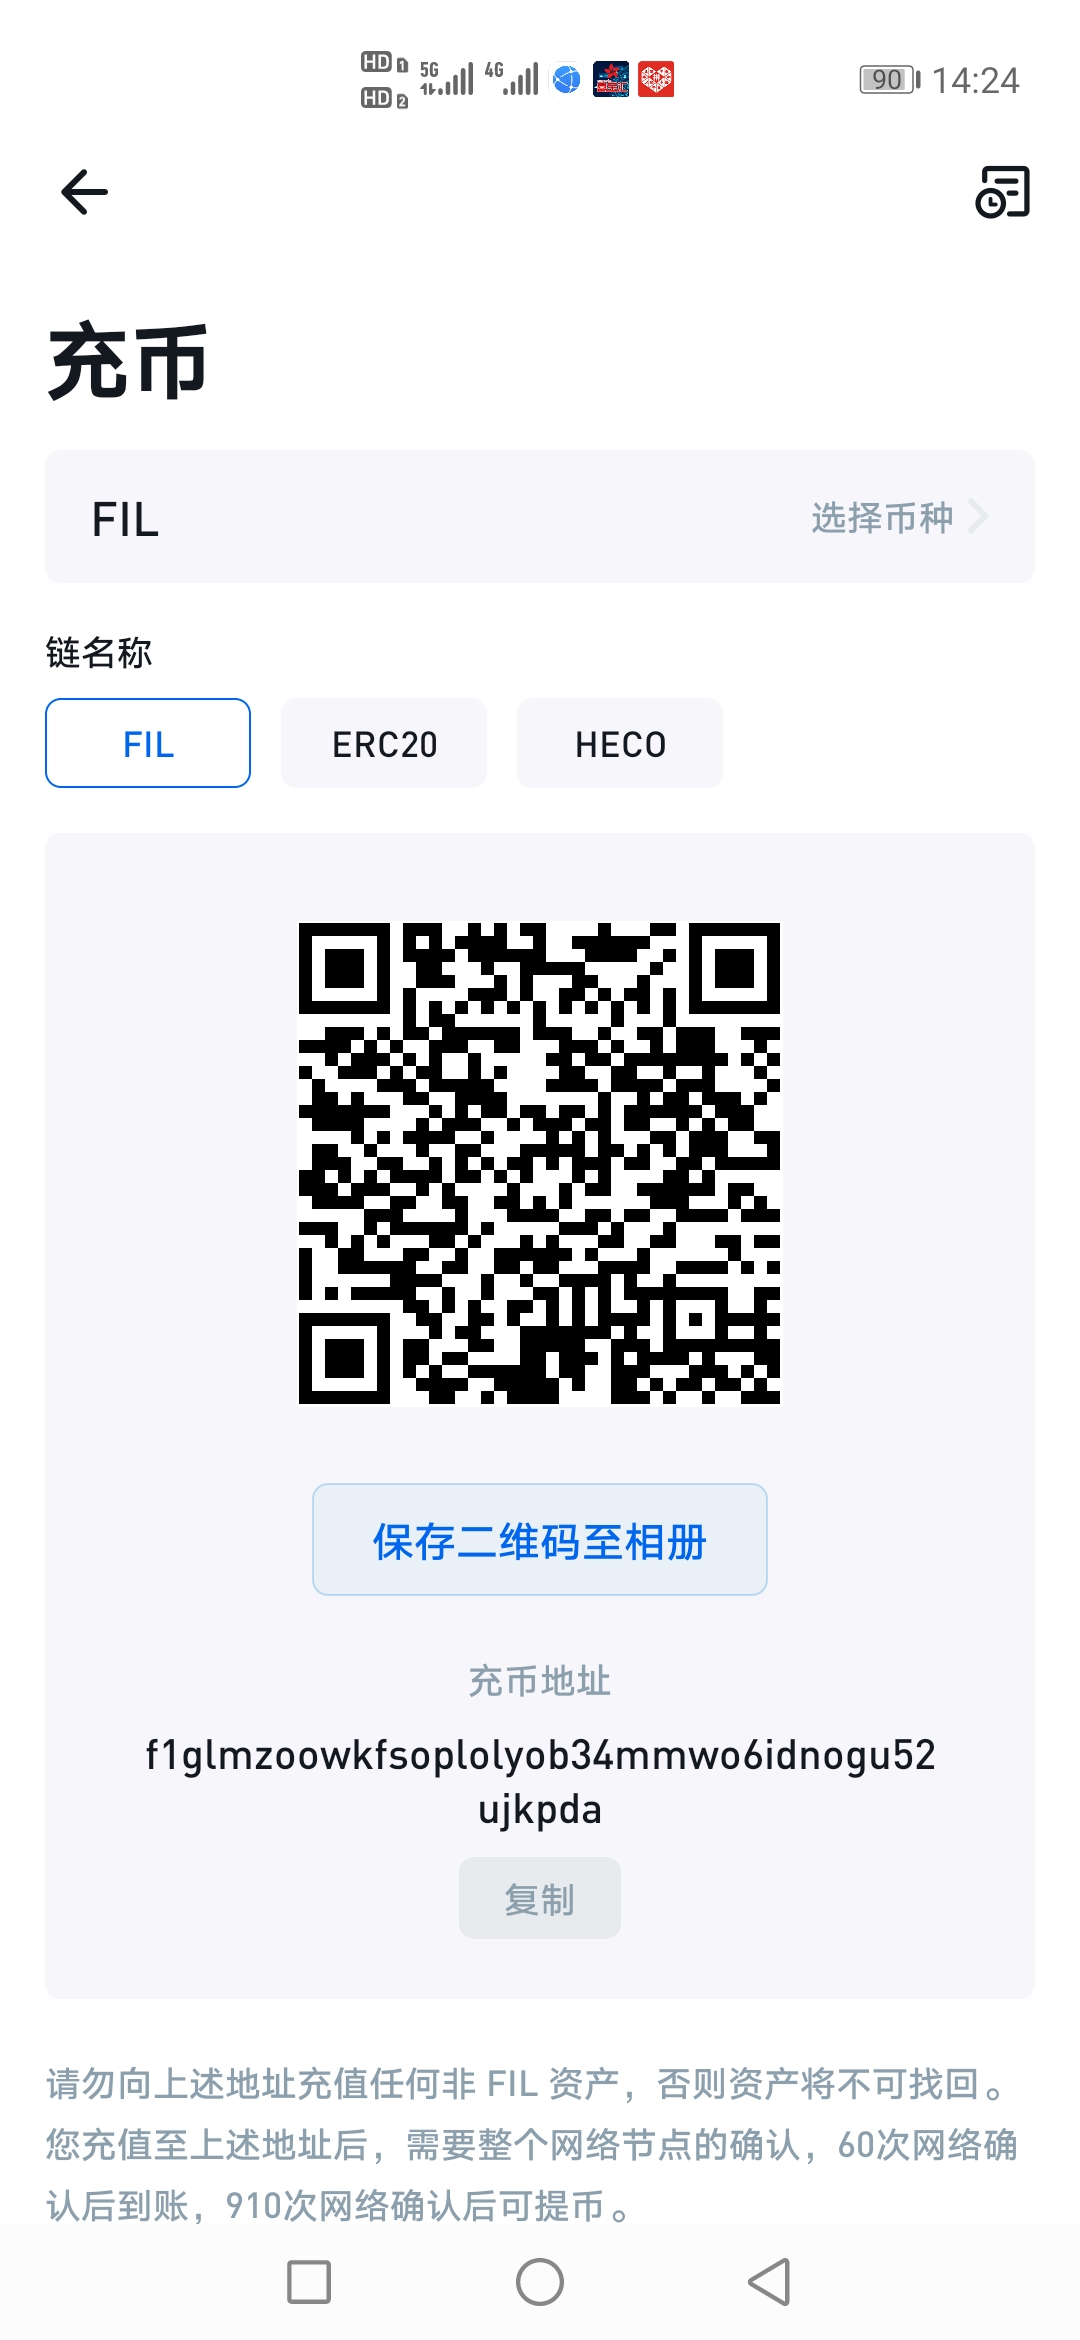 HD 1 5G 4G 90 14:24
HD 2
充币
FIL 选择币种
链名称
FIL ERC20 HECO
保存二维码至相册
充币地址
f1glmzoowkfsoplolyob34mmwo6idnogu52
ujkpda
复制
请勿向上述地址充值任何非 FIL 资产，否则资产将不可找回。
您充值至上述地址后，需要整个网络节点的确认，60次网络确
认后到账，910次网络确认后可提币。